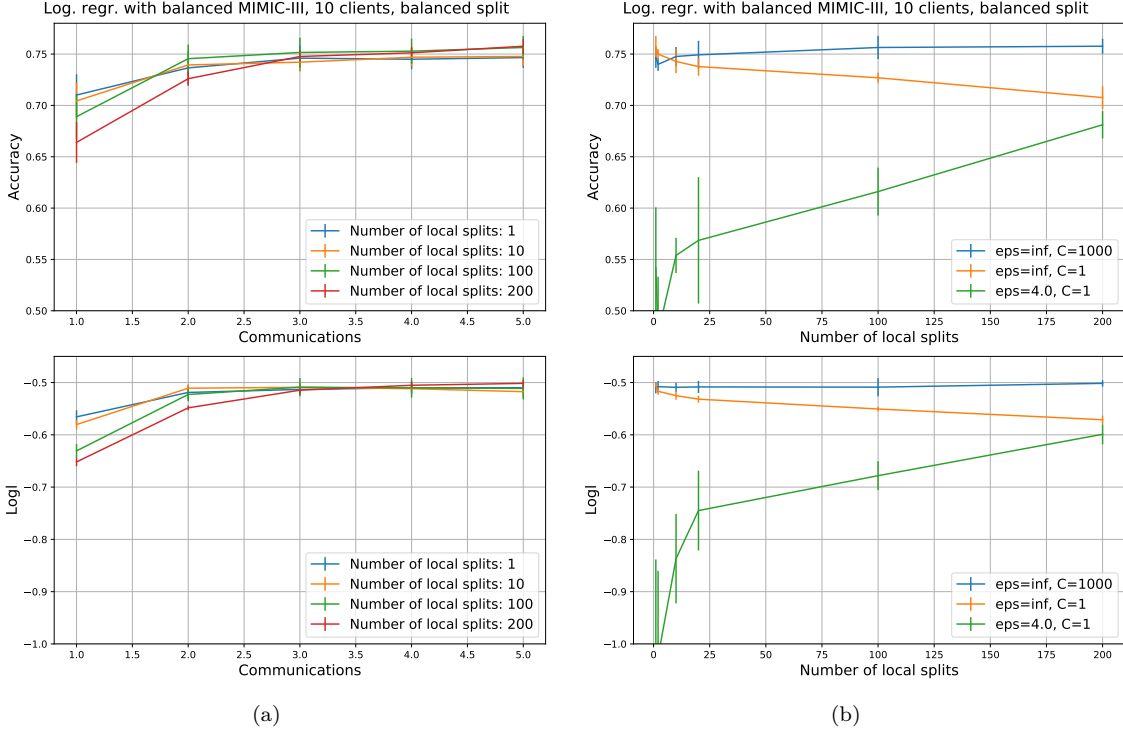 Log. regr. with balanced MIMIC-III, 10 clients, balanced split
0.75
0.70
0.65
0.60
0.55
0.50
Accuracy
Number of local splits: 1
Number of local splits: 10
Number of local splits: 100
Number of local splits: 200
1.0 1.5 2.0 2.5 3.0 3.5 4.0 4.5 5.0
Communications
−0.5
−0.6
−0.7
−0.8
−0.9
−1.0
Logl
Number of local splits: 1
Number of local splits: 10
Number of local splits: 100
Number of local splits: 200
1.0 1.5 2.0 2.5 3.0 3.5 4.0 4.5 5.0
Communications
(a)
Log. regr. with balanced MIMIC-III, 10 clients, balanced split
0.75
0.70
0.65
0.60
0.55
0.50
Accuracy
eps=inf, C=1000
eps=inf, C=1
eps=4.0, C=1
0 25 50 75 100 125 150 175 200
Number of local splits
−0.5
−0.6
−0.7
−0.8
−0.9
−1.0
Logl
eps=inf, C=1000
eps=inf, C=1
eps=4.0, C=1
0 25 50 75 100 125 150 175 200
Number of local splits
(b)